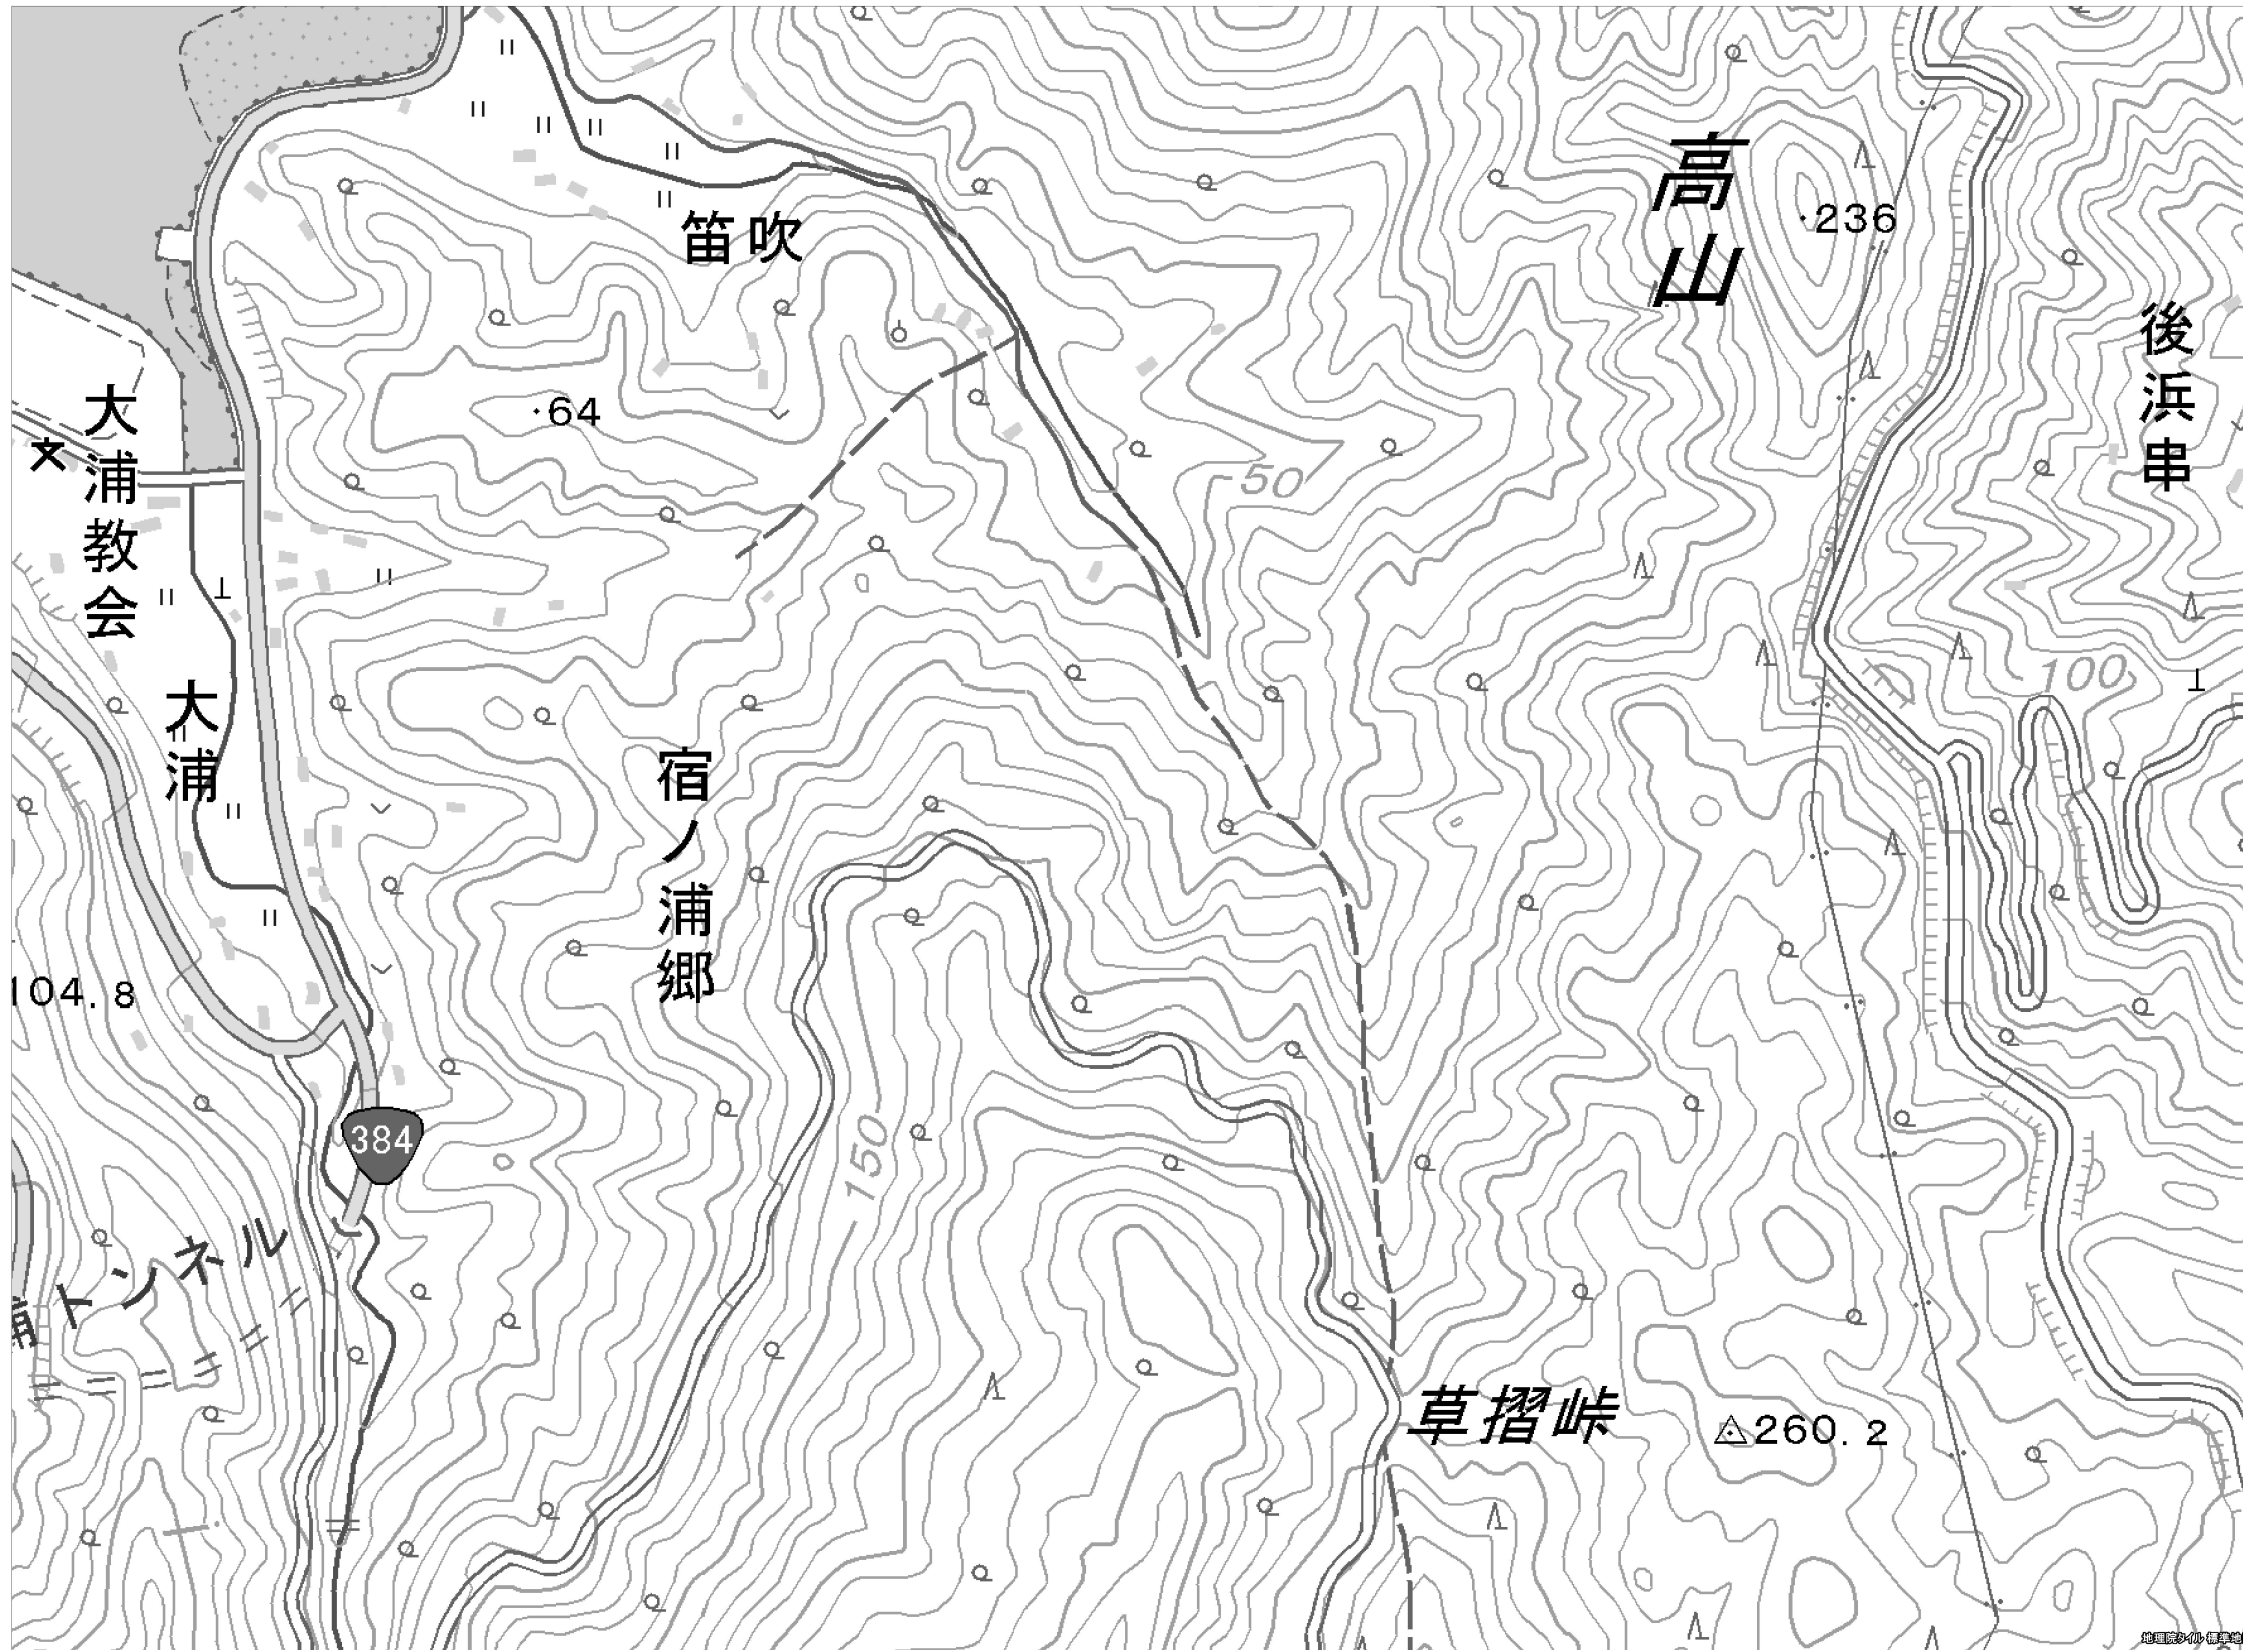 高山
236
笛吹
後浜串
64
大浦教会
50
大浦
100
宿ノ浦郷
104.8
384
150
浦トンネル
草摺峠
260.2
地理院タイル 標準地